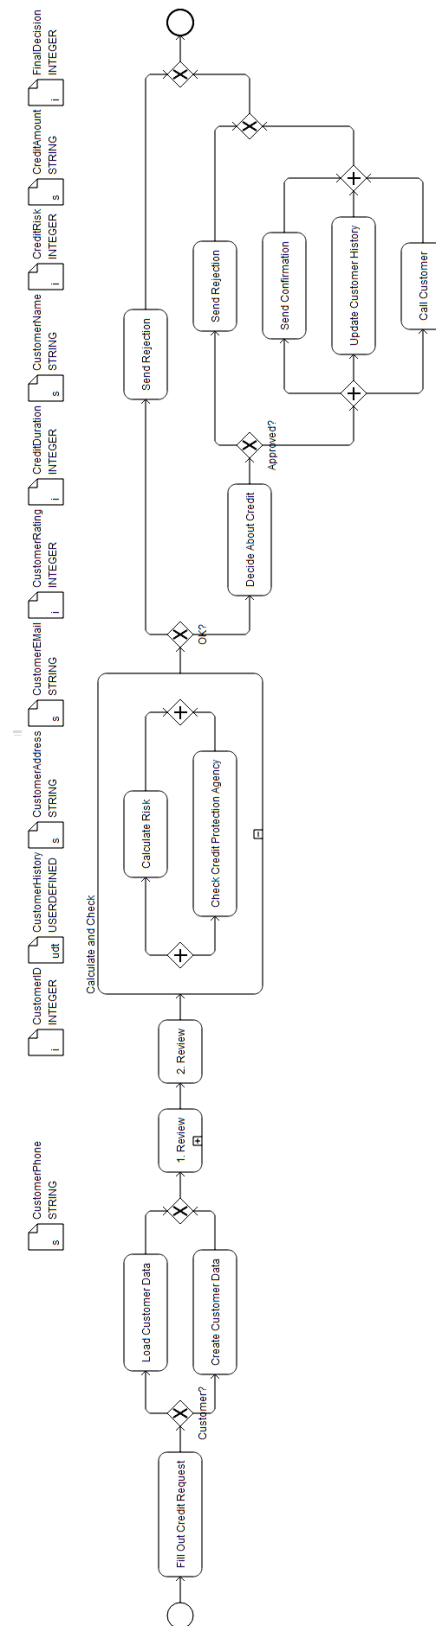 CustomerPhone
STRING
s
CustomerID
INTEGER
i
CustomerHistory
USERDEFINED
udt
CustomerAddress
STRING
s
CustomerEMail
STRING
s
CustomerRating
INTEGER
i
CreditDuration
INTEGER
i
CustomerName
STRING
s
CreditRisk
INTEGER
i
CreditAmount
STRING
s
FinalDecision
INTEGER
i
Fill Out Credit Request
Customer?
Load Customer Data
Create Customer Data
1. Review
2. Review
Calculate and Check
Calculate Risk
Check Credit Protection Agency
OK?
Send Rejection
Decide About Credit
Approved?
Send Rejection
Send Confirmation
Update Customer History
Call Customer